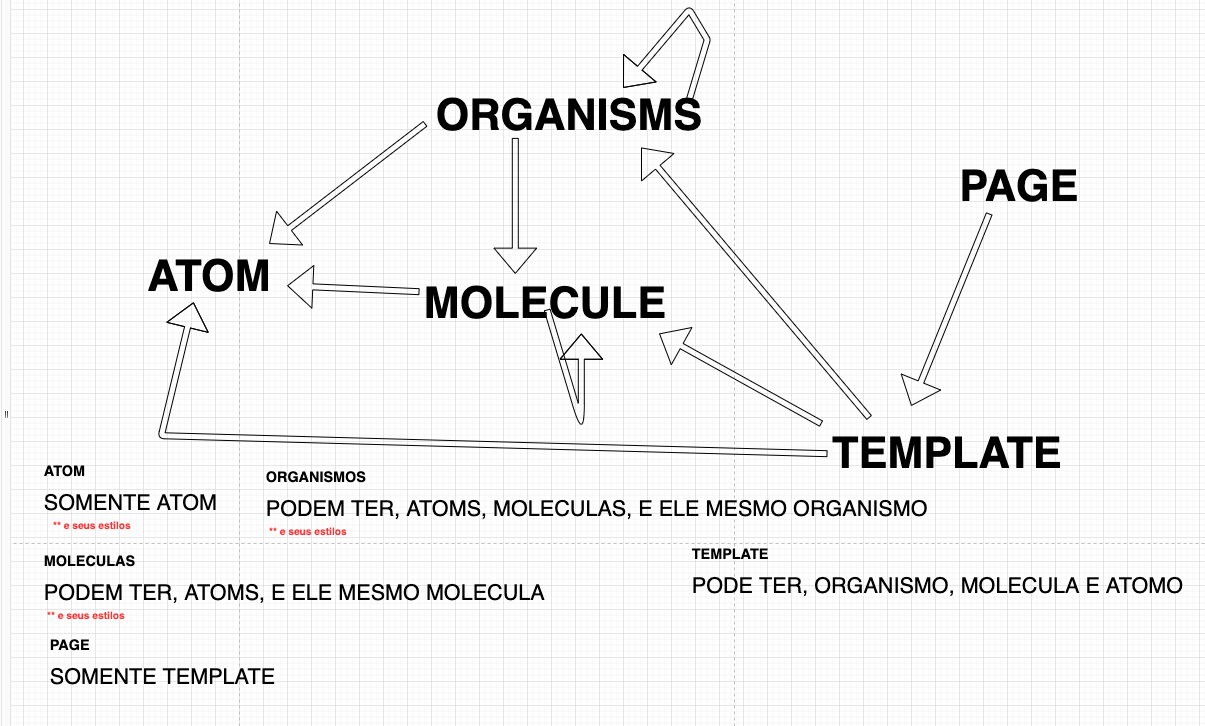 ORGANISMS
PAGE
ATOM
MOLECULE
TEMPLATE
ATOM
SOMENTE ATOM
** e seus estilos
ORGANISMOS
PODEM TER, ATOMS, MOLECULAS, E ELE MESMO ORGANISMO
** e seus estilos
MOLECULAS
PODEM TER, ATOMS, E ELE MESMO MOLECULA
** e seus estilos
TEMPLATE
PODE TER, ORGANISMO, MOLECULA E ATOMO
PAGE
SOMENTE TEMPLATE